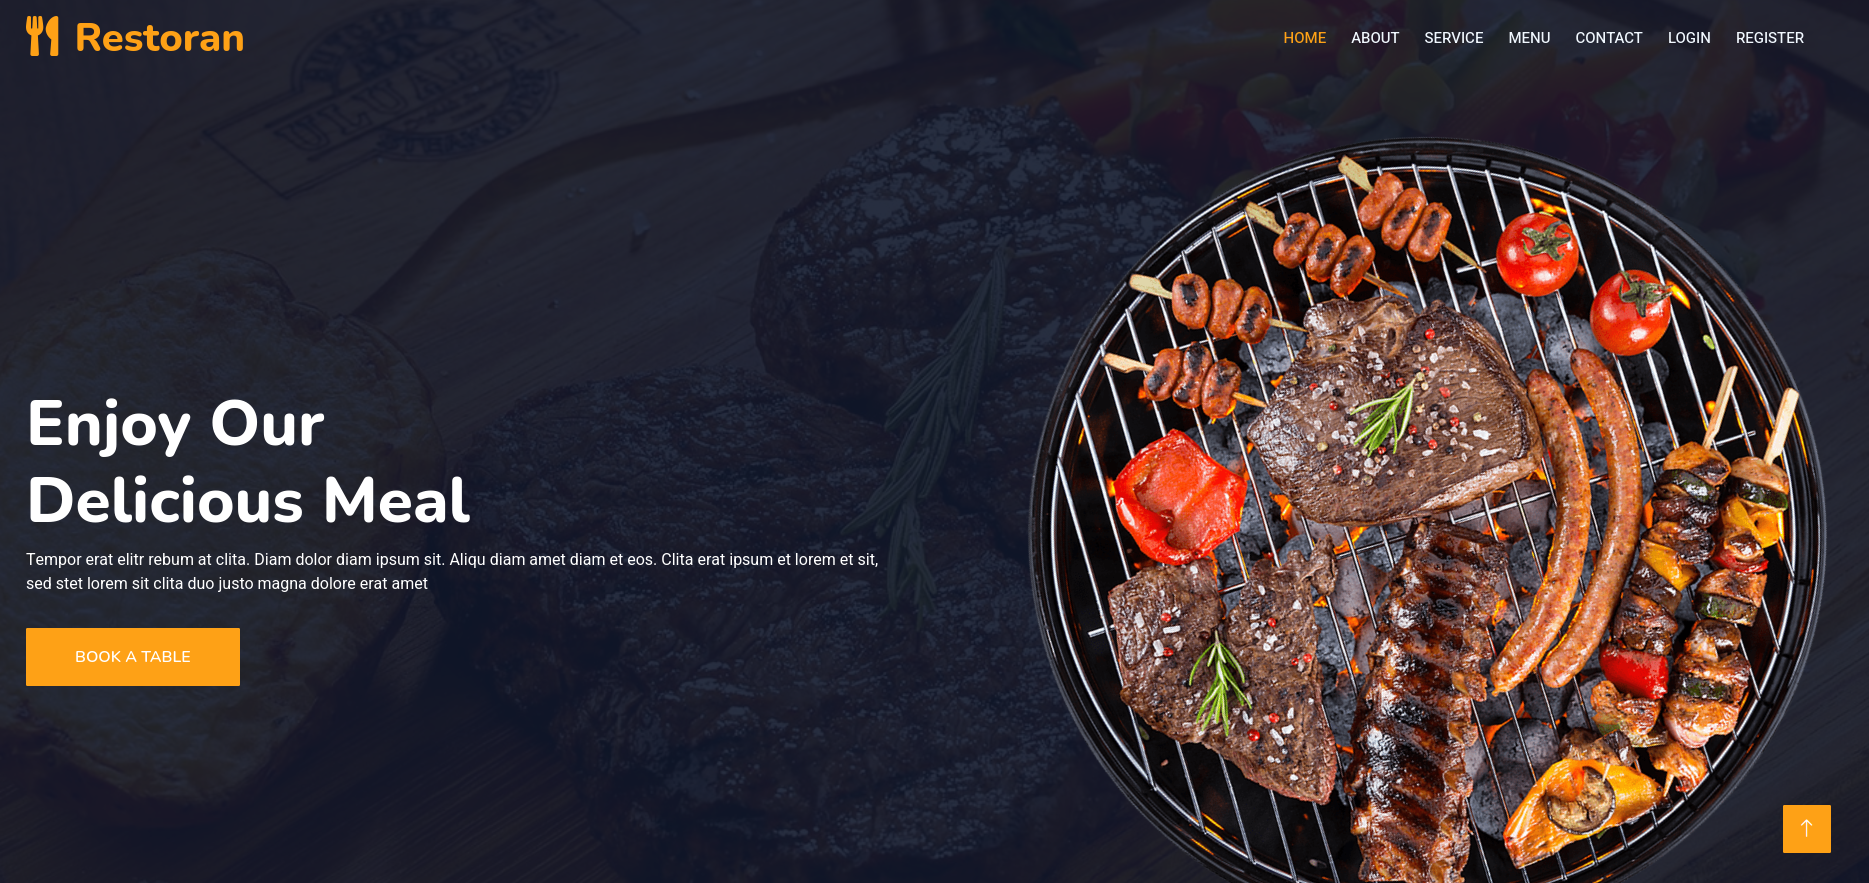 Restoran
HOME ABOUT SERVICE MENU CONTACT LOGIN REGISTER
Enjoy Our
Delicious Meal
Tempor erat elitr rebum at clita. Diam dolor diam ipsum sit. Aliqu diam amet diam et eos. Clita erat ipsum et lorem et sit,
sed stet lorem sit clita duo justo magna dolore erat amet
BOOK A TABLE